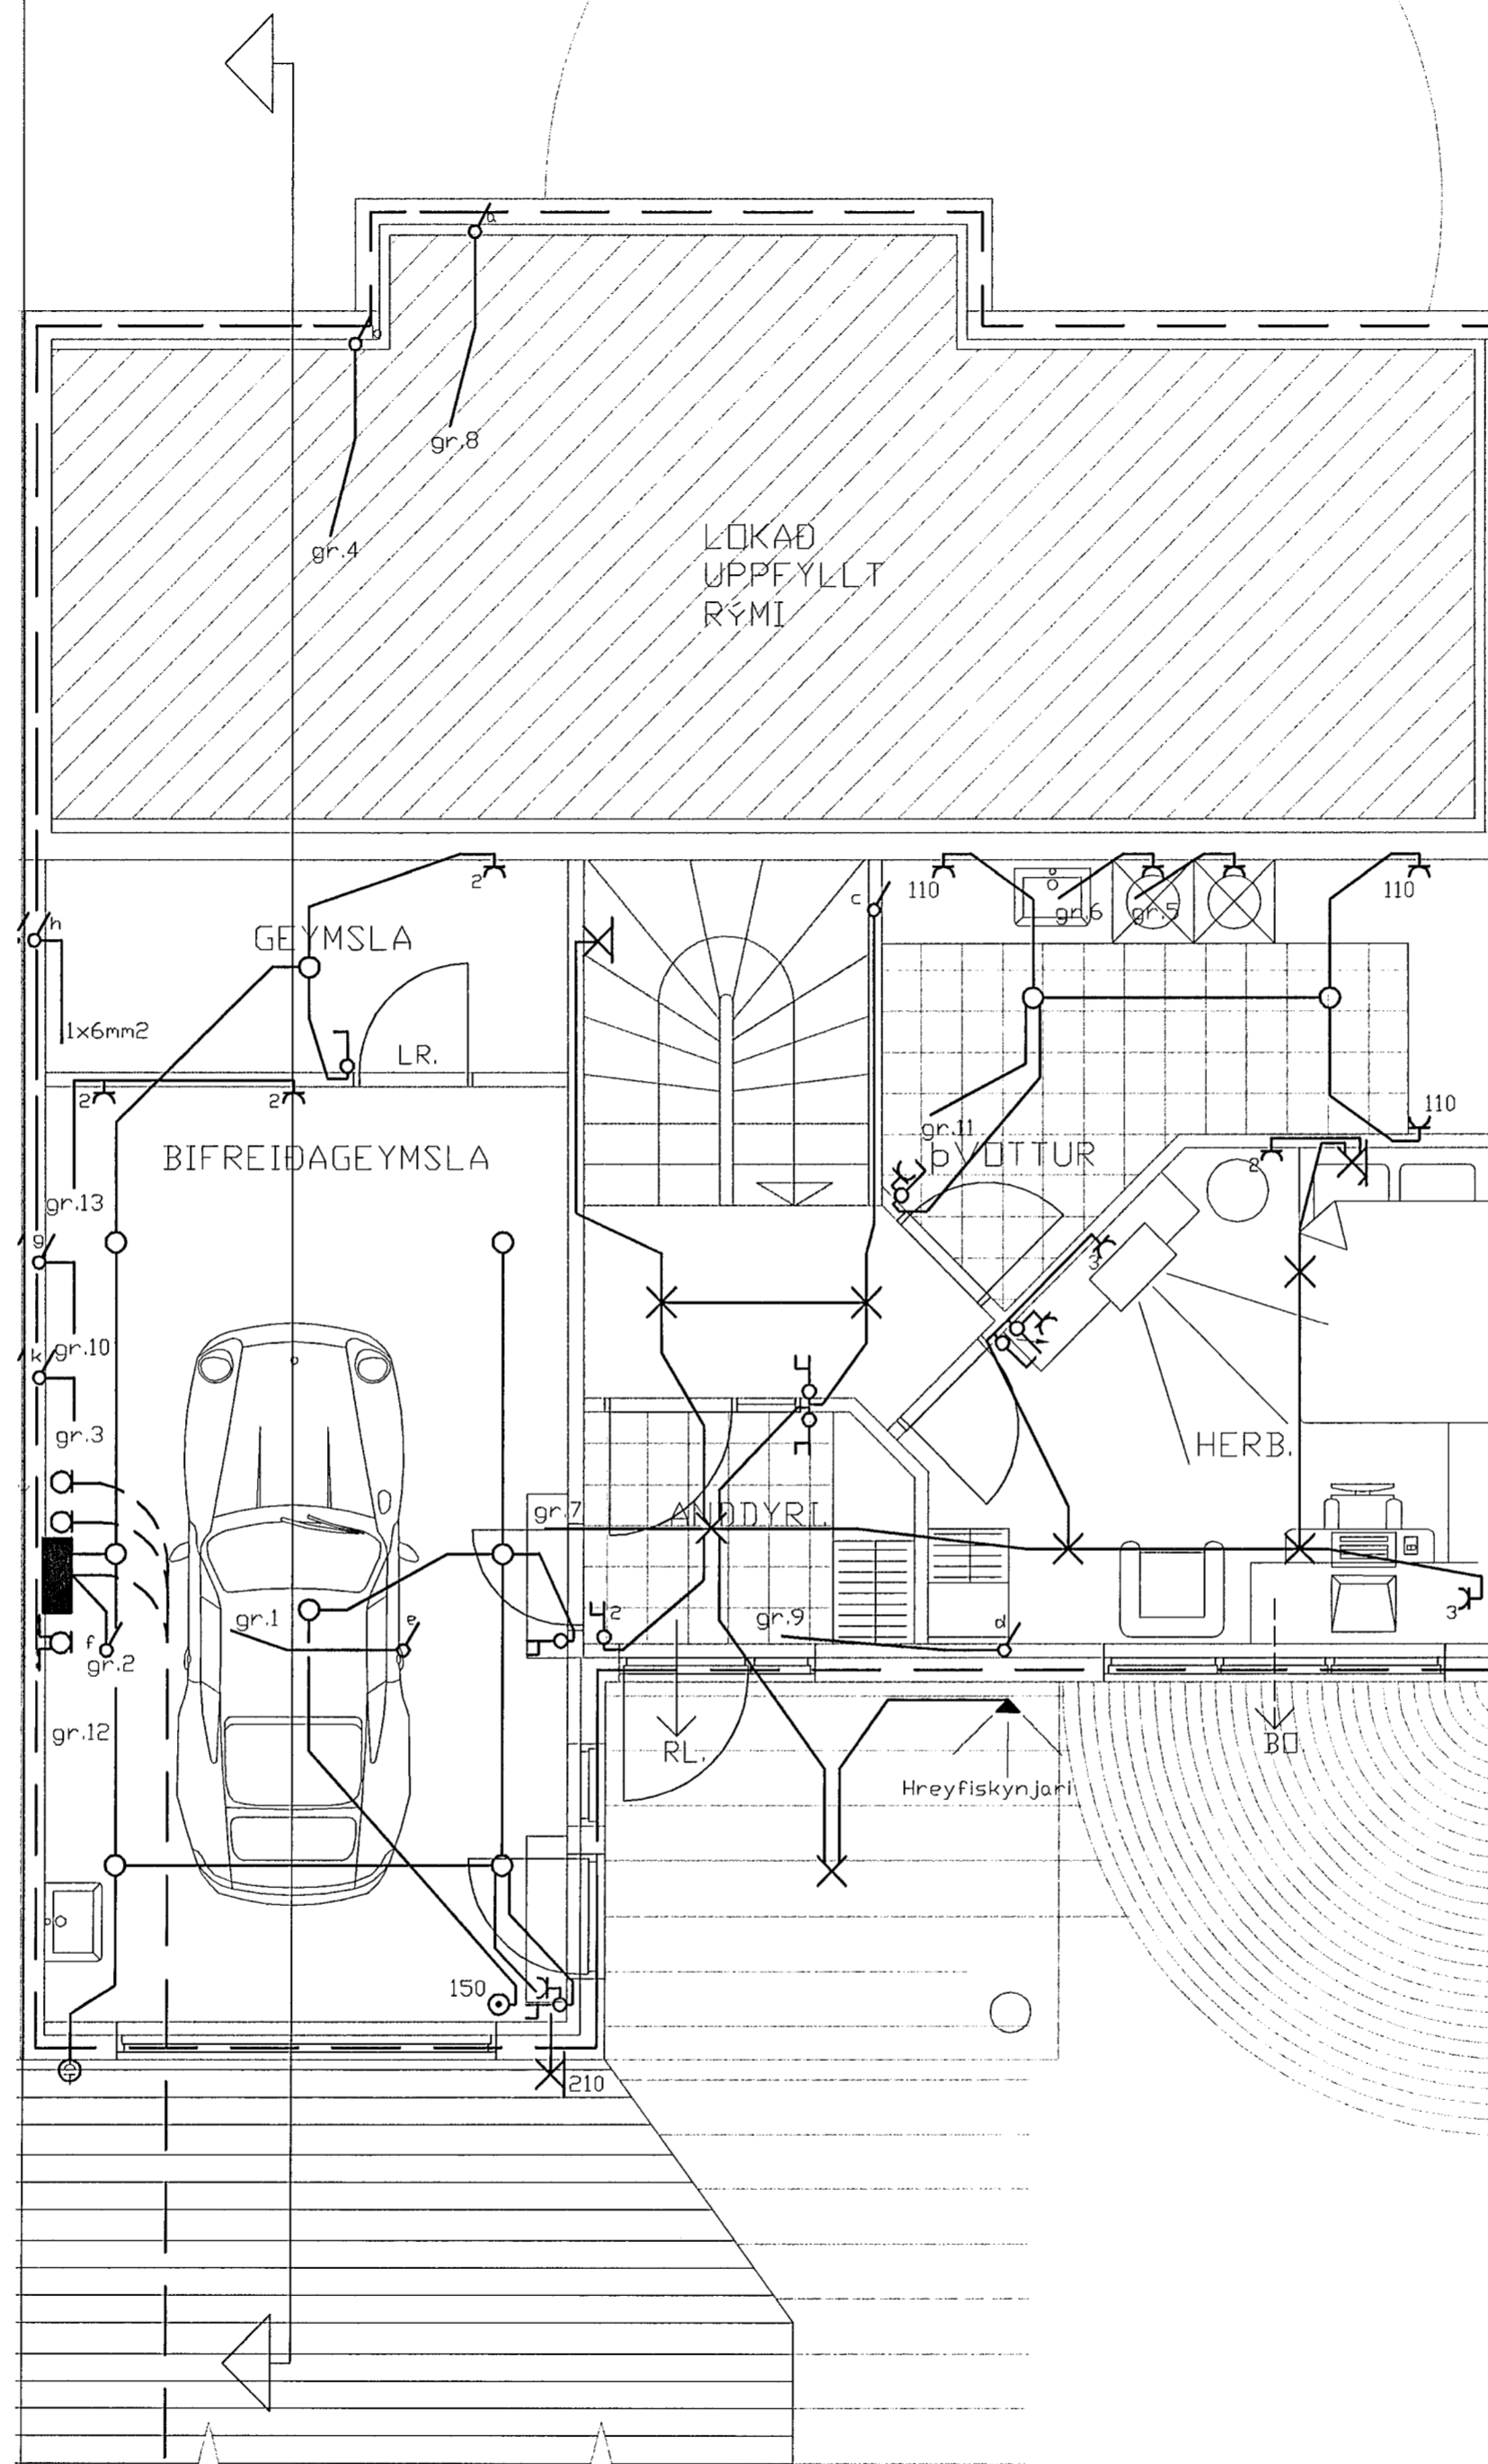 a
b
gr.8
gr.4
LOKAÐ
UPPFYLLT
RÝMI
2
110
110
c
gr.6
gr.5
h
GEYMSLA
1x6mm2
LR.
2
2
110
gr.11
ÞVOTTUR
BIFREIÐAGEYMSLA
2
gr.13
g
3
gr.10
k
gr.3
HERB.
gr.7
ANDDYRI.
gr.1
e
2
gr.9
d
3
f
gr.2
gr.12
RL.
BO
Hreyfiskynjari
150
210